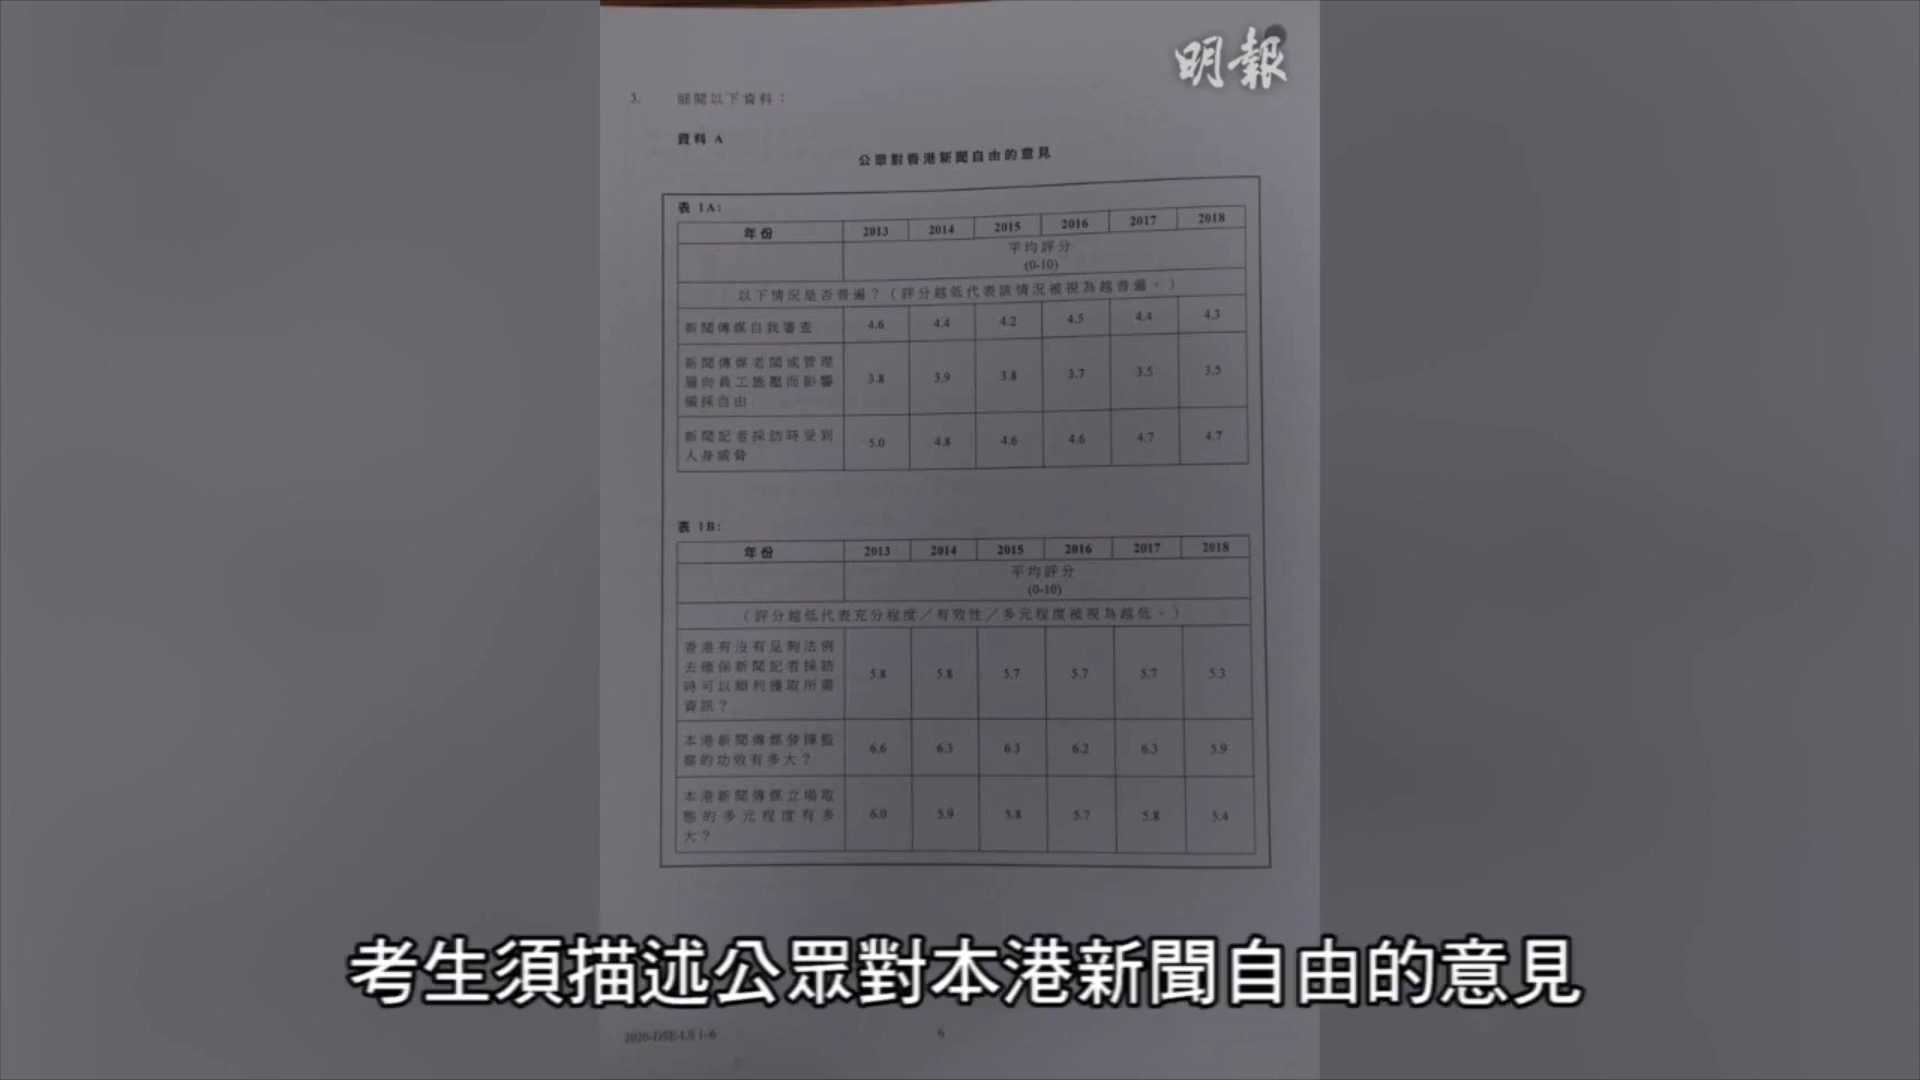 明報
3. 細閱以下資料：
資料 A
公眾對香港新聞自由的意見
表 1A:
年份 2013 2014 2015 2016 2017 2018
平均評分
(0-10)
以下情況是否普遍？（評分越低代表該情況被視為越普遍。）
新聞傳媒自我審查 4.6 4.4 4.2 4.5 4.4 4.3
新聞傳媒老闆或管理
層向員工施壓而影響
編採自由
3.8 3.9 3.8 3.7 3.5 3.5
新聞記者採訪時受到
人身威脅
5.0 4.8 4.6 4.6 4.7 4.7
表 1B:
年份 2013 2014 2015 2016 2017 2018
平均評分
(0-10)
（評分越低代表充分程度／有效性／多元程度被視為越低。）
香港有沒有足夠法例
去確保新聞記者採訪
時可以順利獲取所需
資訊？
5.8 5.8 5.7 5.7 5.7 5.3
本港新聞傳媒發揮監
察的功效有多大？
6.6 6.3 6.3 6.2 6.3 5.9
本港新聞傳媒立場取
態的多元程度有多
大？
6.0 5.9 5.8 5.7 5.8 5.4
考生須描述公眾對本港新聞自由的意見
2020-DSE-LS 1-6 6